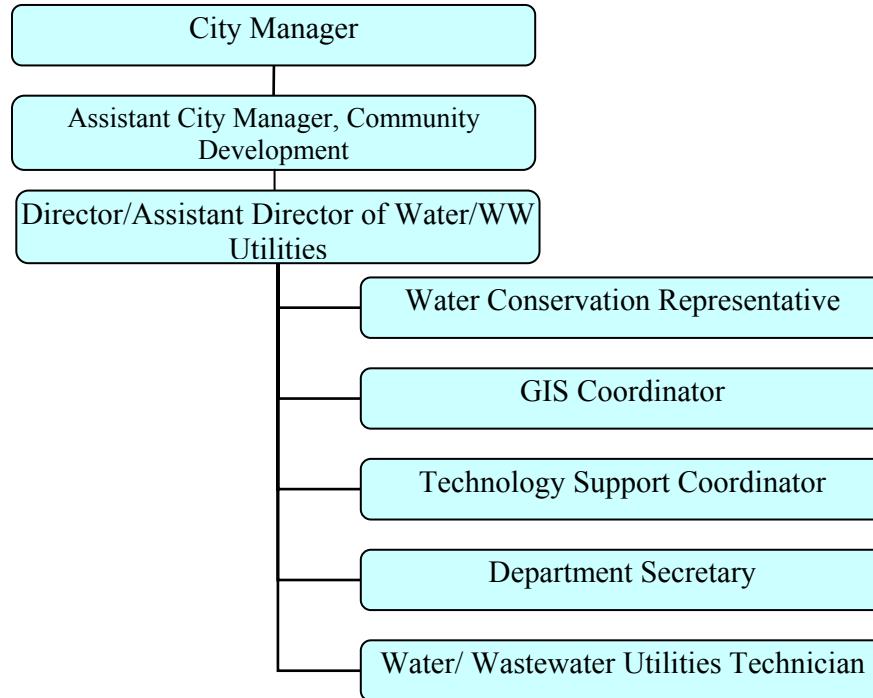 City Manager
Assistant City Manager, Community
Development
Director/Assistant Director of Water/WW
Utilities
Water Conservation Representative
GIS Coordinator
Technology Support Coordinator
Department Secretary
Water/ Wastewater Utilities Technician